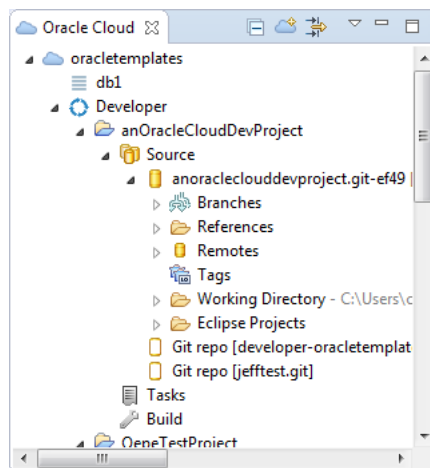 Oracle Cloud
oracletemplates
db1
Developer
anOracleCloudDevProject
Source
anoracleclouddevproject.git-ef49 [
Branches
References
Remotes
Tags
Working Directory - C:\Users\c
Eclipse Projects
Git repo [developer-oracletemplat
Git repo [jefftest.git]
Tasks
Build
OepeTestProject